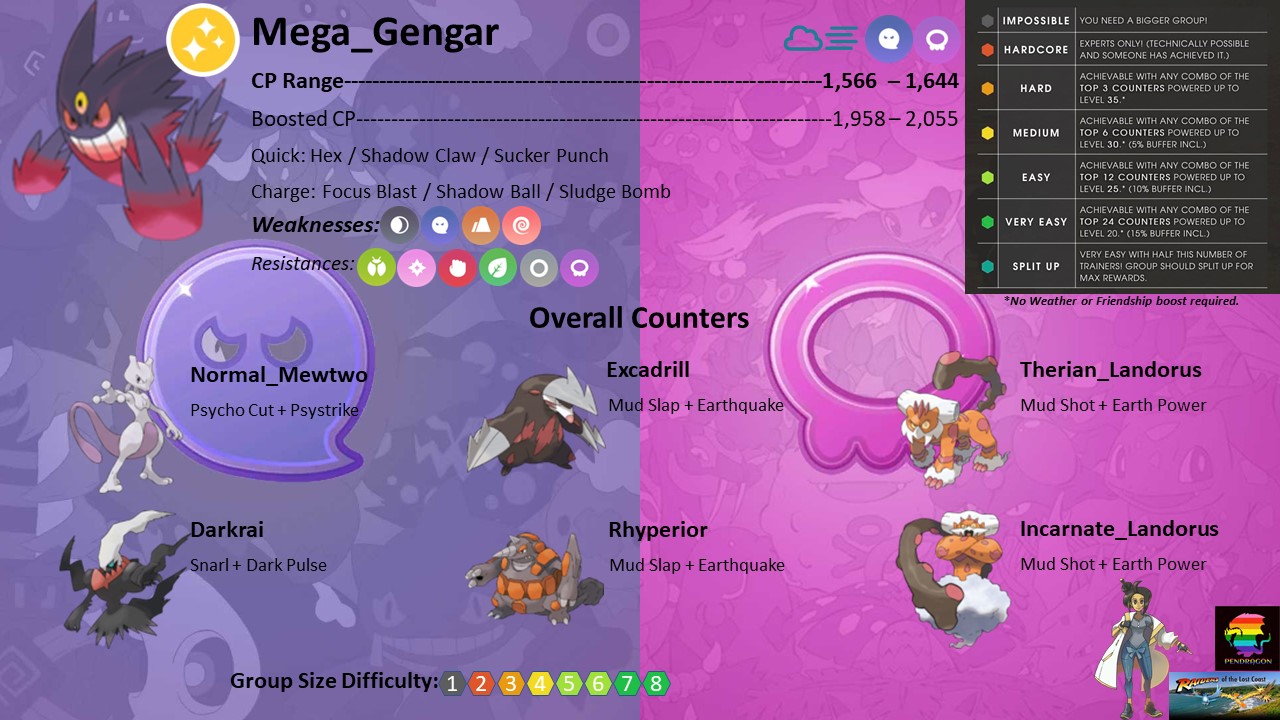 Mega_Gengar
CP Range--------------------------------------------------------------------1,566 – 1,644
Boosted CP--------------------------------------------------------------------1,958 – 2,055
Quick: Hex / Shadow Claw / Sucker Punch
Charge: Focus Blast / Shadow Ball / Sludge Bomb
Weaknesses:
Resistances:
IMPOSSIBLE YOU NEED A BIGGER GROUP!
HARDCORE EXPERTS ONLY! (TECHNICALLY POSSIBLE
AND SOMEONE HAS ACHIEVED IT.)
HARD ACHIEVABLE WITH ANY COMBO OF THE
TOP 3 COUNTERS POWERED UP TO
LEVEL 35.*
MEDIUM ACHIEVABLE WITH ANY COMBO OF THE
TOP 6 COUNTERS POWERED UP TO
LEVEL 30.* (5% BUFFER INCL.)
EASY ACHIEVABLE WITH ANY COMBO OF THE
TOP 12 COUNTERS POWERED UP TO
LEVEL 25.* (10% BUFFER INCL.)
VERY EASY ACHIEVABLE WITH ANY COMBO OF THE
TOP 24 COUNTERS POWERED UP TO
LEVEL 20.* (15% BUFFER INCL.)
SPLIT UP VERY EASY WITH HALF THIS NUMBER OF
TRAINERS! GROUP SHOULD SPLIT UP FOR
MAX REWARDS.
*No Weather or Friendship boost required.
Overall Counters
Normal_Mewtwo
Psycho Cut + Psystrike
Excadrill
Mud Slap + Earthquake
Therian_Landorus
Mud Shot + Earth Power
Darkrai
Snarl + Dark Pulse
Rhyperior
Mud Slap + Earthquake
Incarnate_Landorus
Mud Shot + Earth Power
Group Size Difficulty: 1 2 3 4 5 6 7 8
PENDRAGON
RAIDERS of the Lost Coast